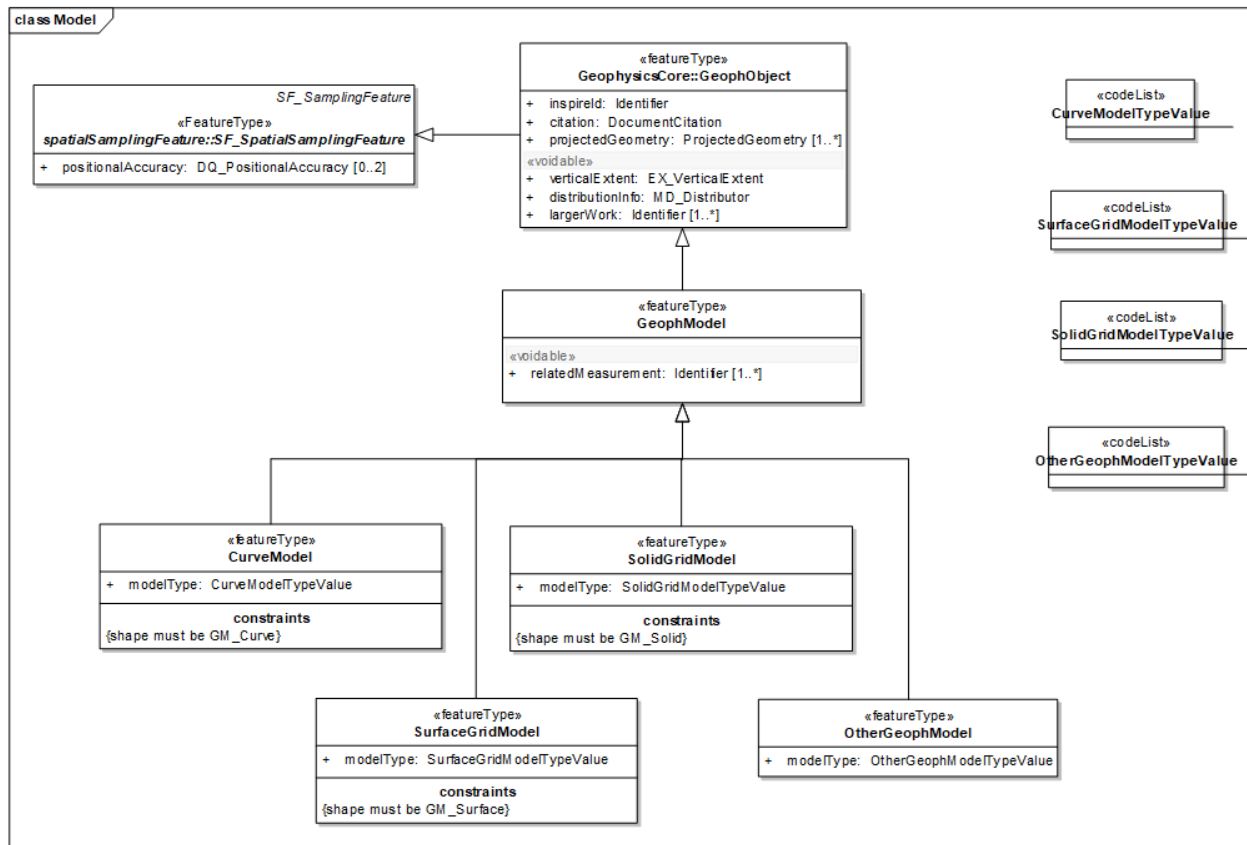 class Model
SF_SamplingFeature
«FeatureType»
spatialSamplingFeature::SF_SpatialSamplingFeature
+ positionalAccuracy: DQ_PositionalAccuracy [0..2]
«featureType»
GeophysicsCore::GeophObject
+ inspireId: Identifier
+ citation: DocumentCitation
+ projectedGeometry: ProjectedGeometry [1..*]
«voidable»
+ verticalExtent: EX_VerticalExtent
+ distributionInfo: MD_Distributor
+ largerWork: Identifier [1..*]
«codeList»
CurveModelTypeValue
«codeList»
SurfaceGridModelTypeValue
«codeList»
SolidGridModelTypeValue
«codeList»
OtherGeophModelTypeValue
«featureType»
GeophModel
«voidable»
+ relatedMeasurement: Identifier [1..*]
«featureType»
CurveModel
+ modelType: CurveModelTypeValue
constraints
{shape must be GM_Curve}
«featureType»
SolidGridModel
+ modelType: SolidGridModelTypeValue
constraints
{shape must be GM_Solid}
«featureType»
SurfaceGridModel
+ modelType: SurfaceGridModelTypeValue
constraints
{shape must be GM_Surface}
«featureType»
OtherGeophModel
+ modelType: OtherGeophModelTypeValue